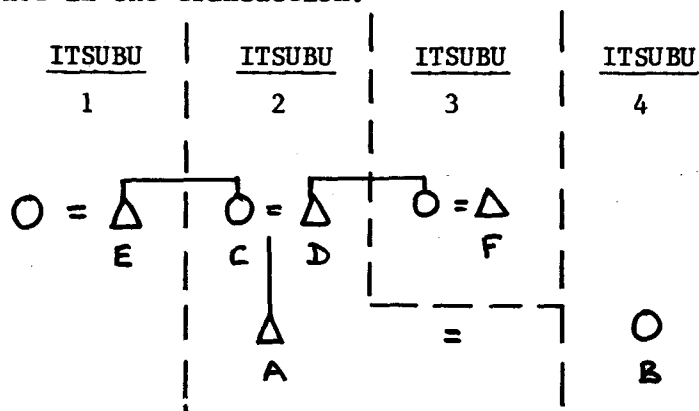 ITSUBU ITSUBU ITSUBU ITSUBU
1 2 3 4
= = =
E C D F
=
A B